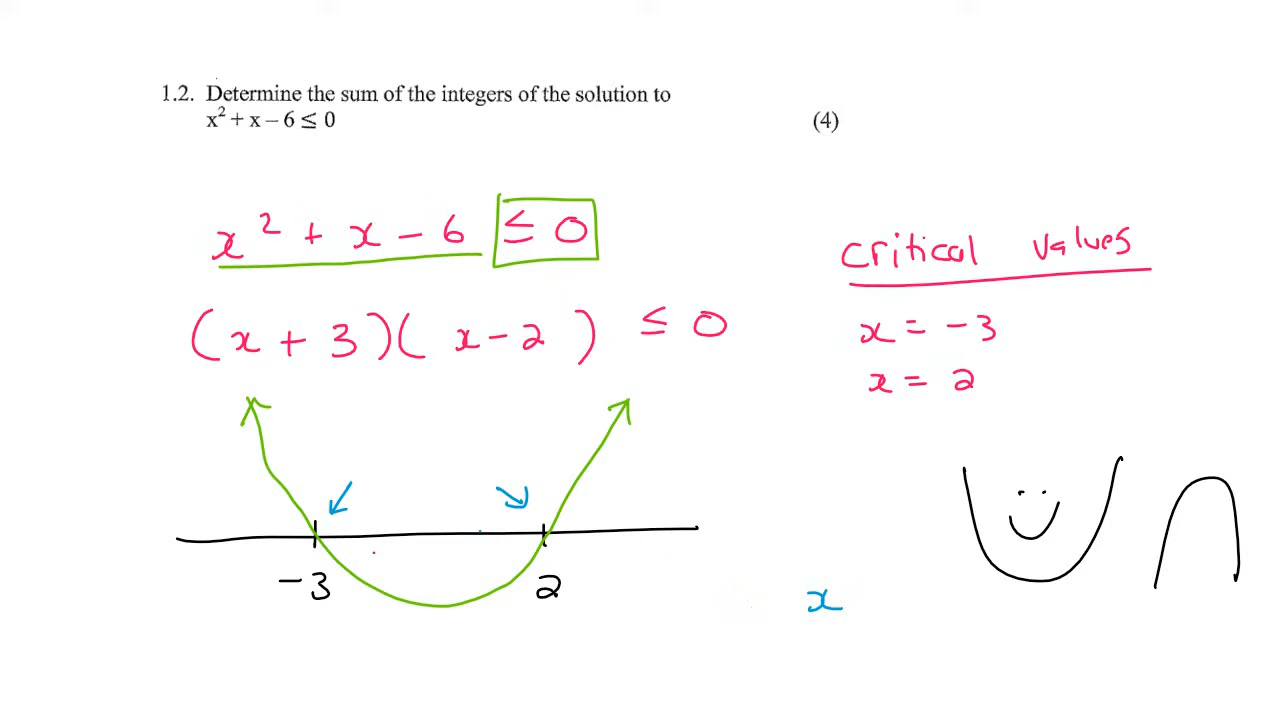 1.2. Determine the sum of the integers of the solution to
x² + x – 6 ≤ 0
(4)
x² + x − 6 ≤ 0
critical values
(x + 3)(x − 2) ≤ 0
x = −3
x = 2
−3
2
x